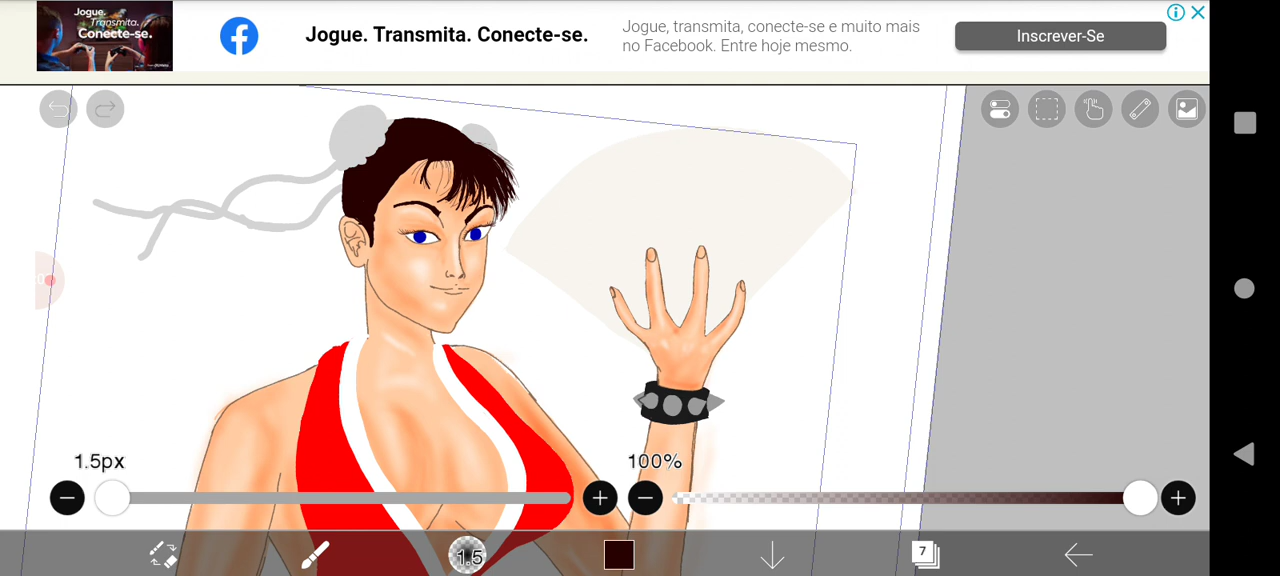 Jogue.
Transmita.
Conecte-se.
Jogue. Transmita. Conecte-se.
Jogue, transmita, conecte-se e muito mais
no Facebook. Entre hoje mesmo.
Inscrever-Se
1.5px
100%
1.5
7